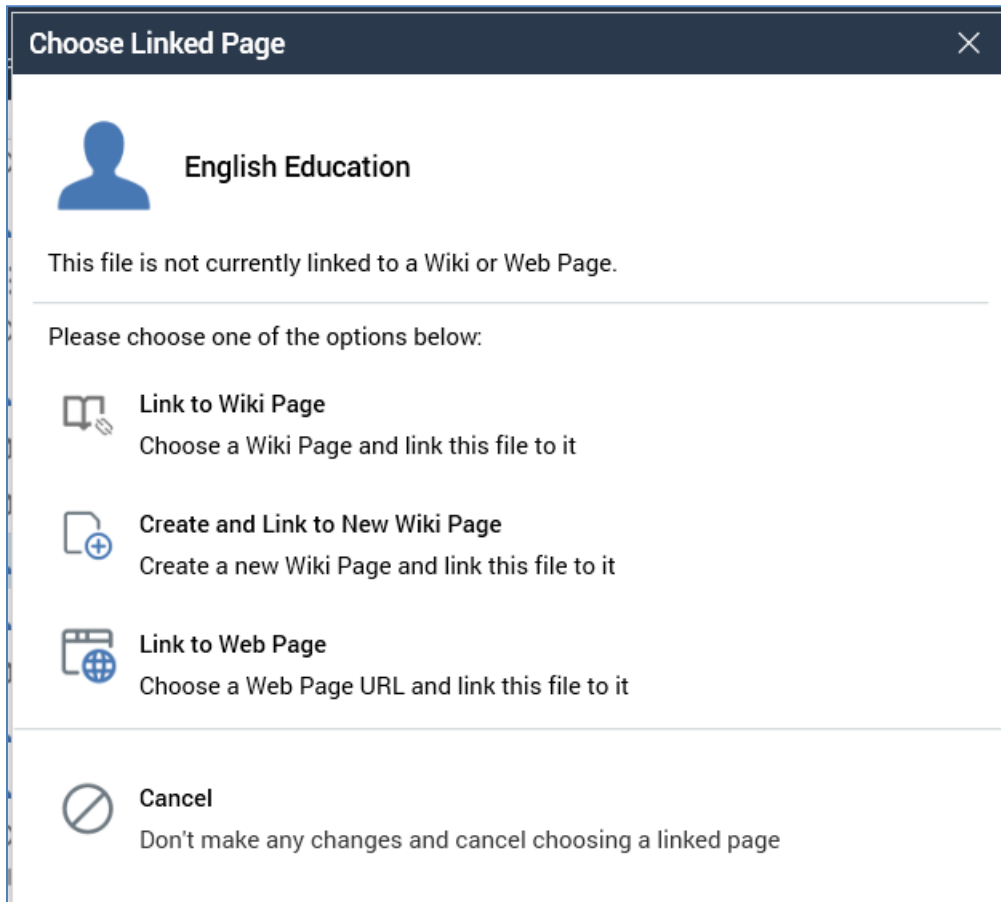 Choose Linked Page
English Education
This file is not currently linked to a Wiki or Web Page.
Please choose one of the options below:
Link to Wiki Page
Choose a Wiki Page and link this file to it
Create and Link to New Wiki Page
Create a new Wiki Page and link this file to it
Link to Web Page
Choose a Web Page URL and link this file to it
Cancel
Don't make any changes and cancel choosing a linked page